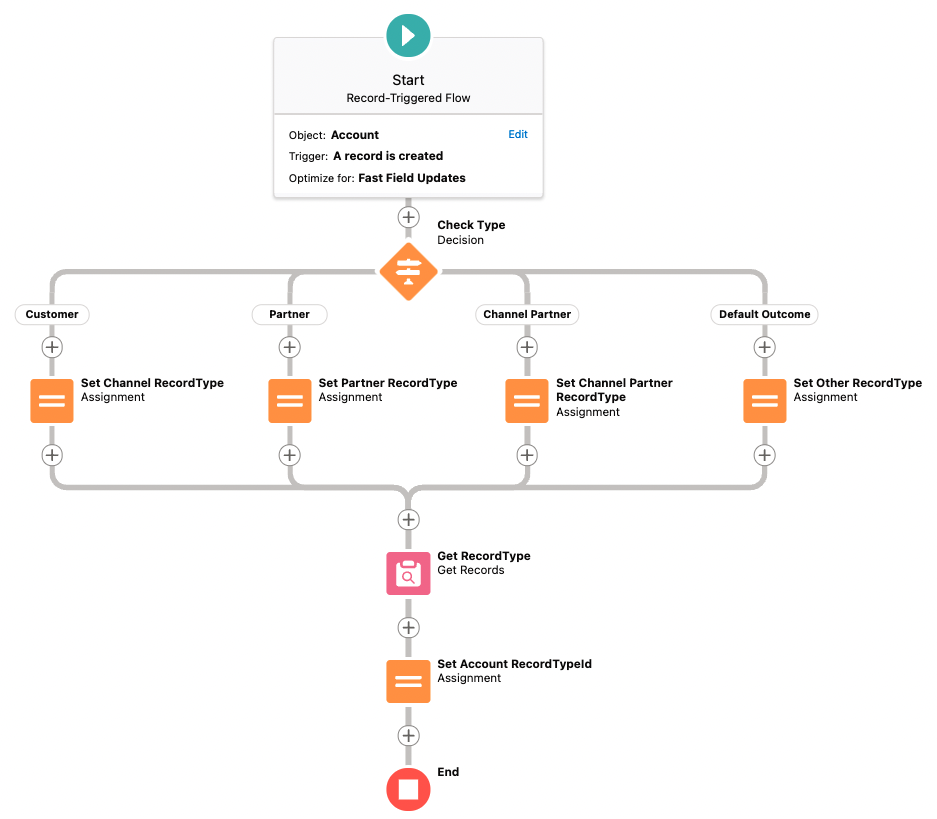 Start
Record-Triggered Flow
Object: Account
Edit
Trigger: A record is created
Optimize for: Fast Field Updates
Check Type
Decision
Customer
Partner
Channel Partner
Default Outcome
Set Channel RecordType
Assignment
Set Partner RecordType
Assignment
Set Channel Partner
RecordType
Assignment
Set Other RecordType
Assignment
Get RecordType
Get Records
Set Account RecordTypeId
Assignment
End